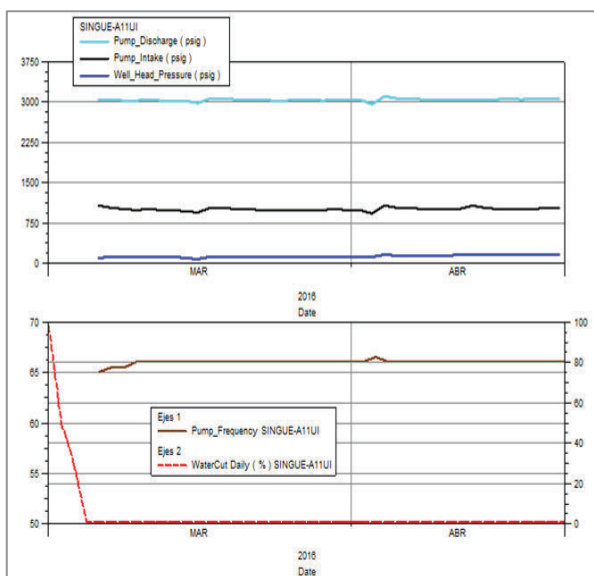 SINGUE-A11UI
Pump_Discharge ( psig )
Pump_Intake ( psig )
Well_Head_Pressure ( psig )
3750
3000
2250
1500
750
0
MAR ABR
2016
Date
70 100
65 80
60 60
55 40
50 20
0
Ejes 1
Pump_Frequency SINGUE-A11UI
Ejes 2
WaterCut Daily ( % ) SINGUE-A11UI
MAR ABR
2016
Date